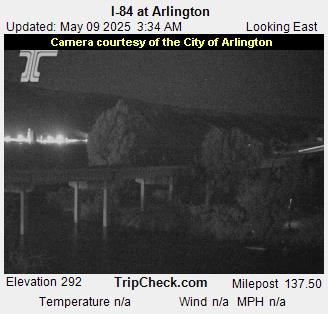 I-84 at Arlington
Updated: May 09 2025 3:34 AM Looking East
Camera courtesy of the City of Arlington
Elevation 292 TripCheck.com Milepost 137.50
Temperature n/a Wind n/a MPH n/a